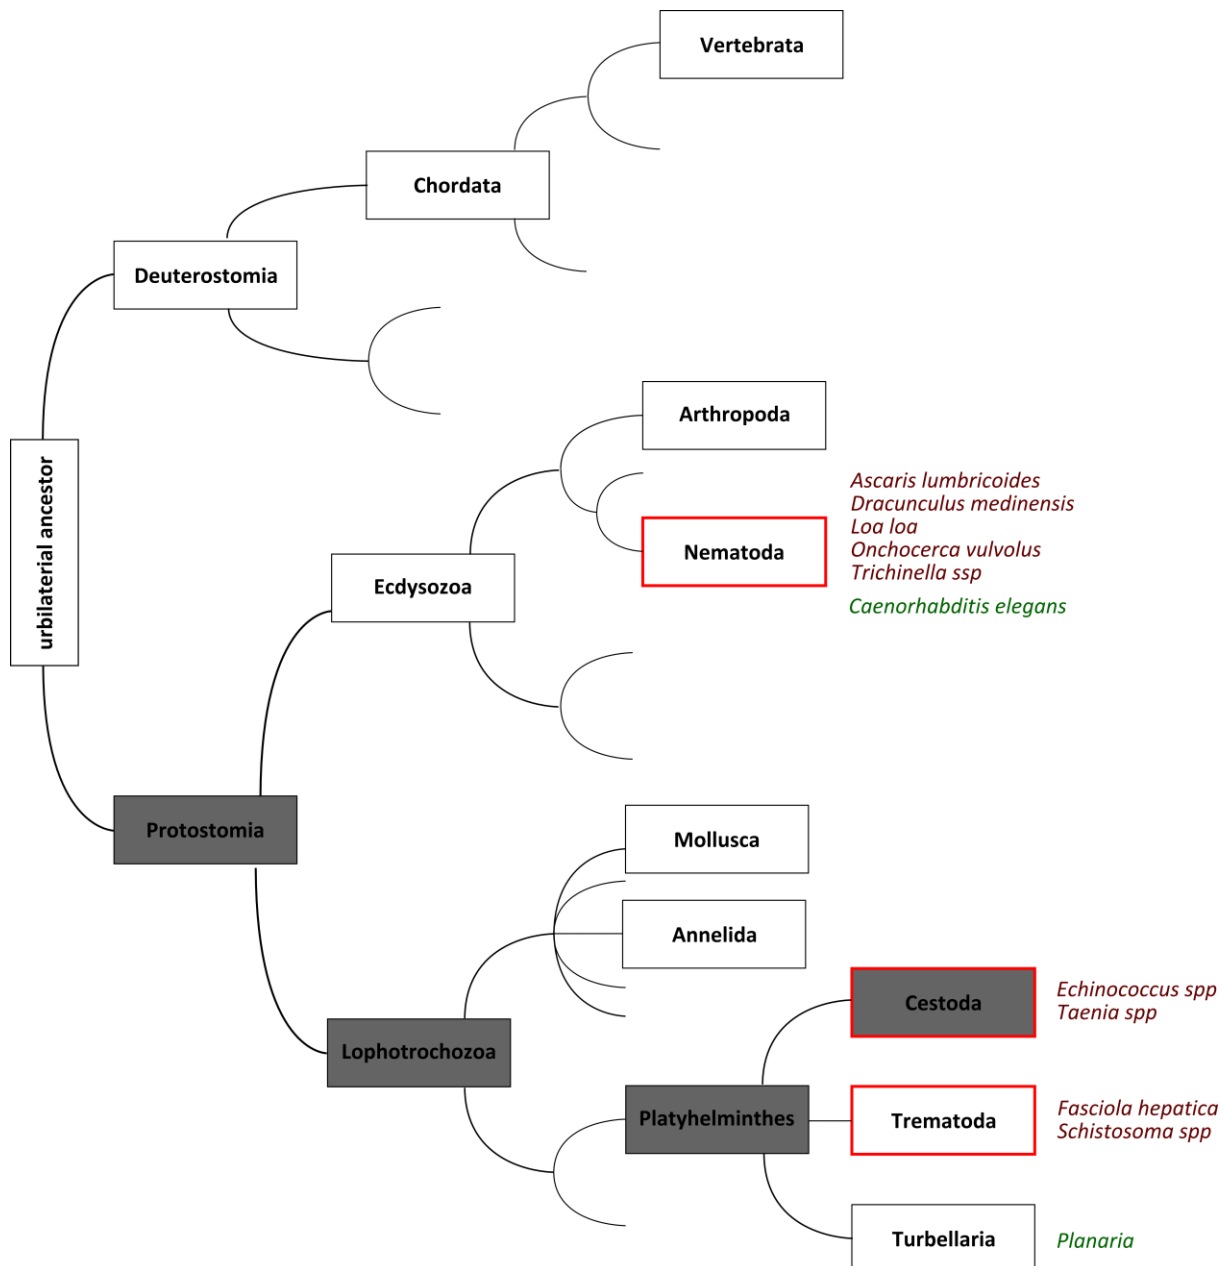 Vertebrata
Chordata
Deuterostomia
urbilaterial ancestor
Arthropoda
Ascaris lumbricoides
Dracunculus medinensis
Loa loa
Onchocerca vulvolus
Trichinella ssp
Nematoda
Caenorhabditis elegans
Ecdysozoa
Protostomia
Mollusca
Annelida
Cestoda
Echinococcus spp
Taenia spp
Lophotrochozoa
Platyhelminthes
Trematoda
Fasciola hepatica
Schistosoma spp
Turbellaria
Planaria